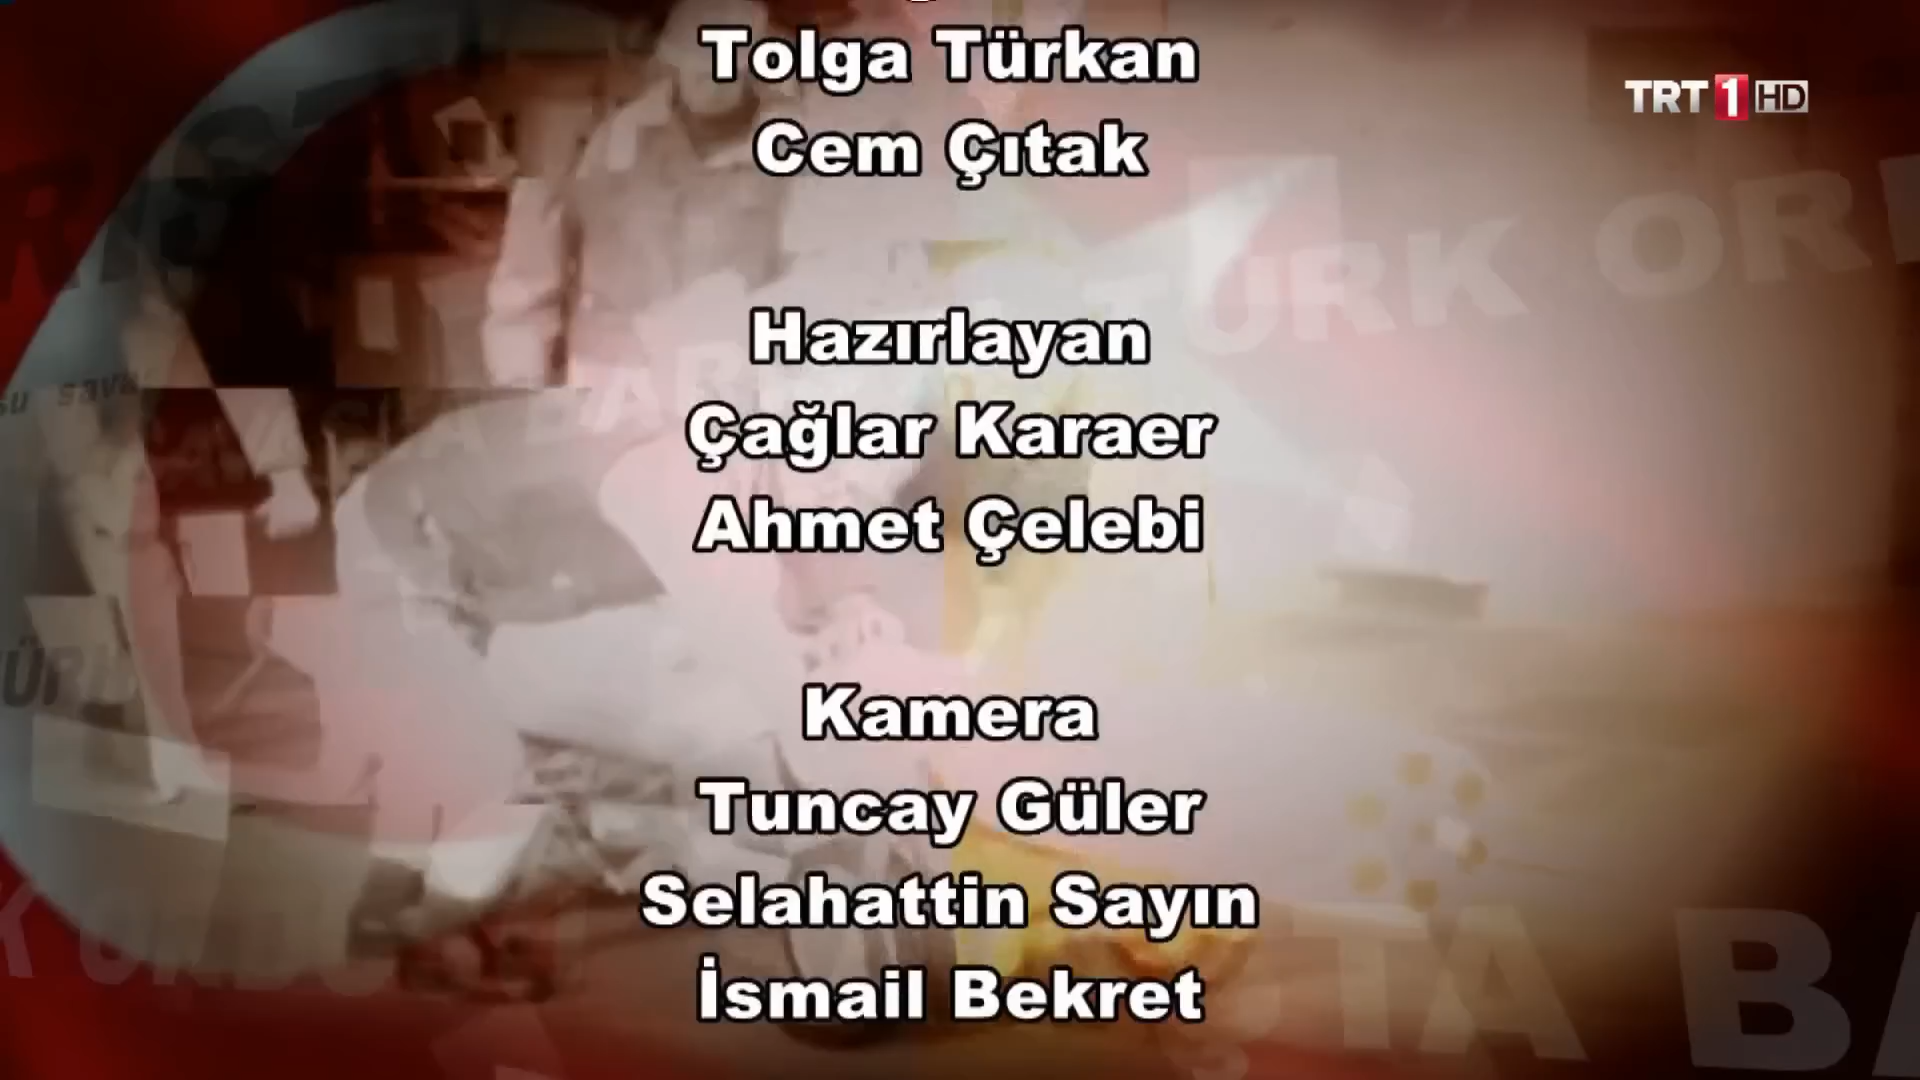 Tolga Türkan
TRT 1 HD
Cem Çıtak
TÜRK
Hazırlayan
Çağlar Karaer
Ahmet Çelebi
Kamera
Tuncay Güler
Selahattin Sayın
İsmail Bekret